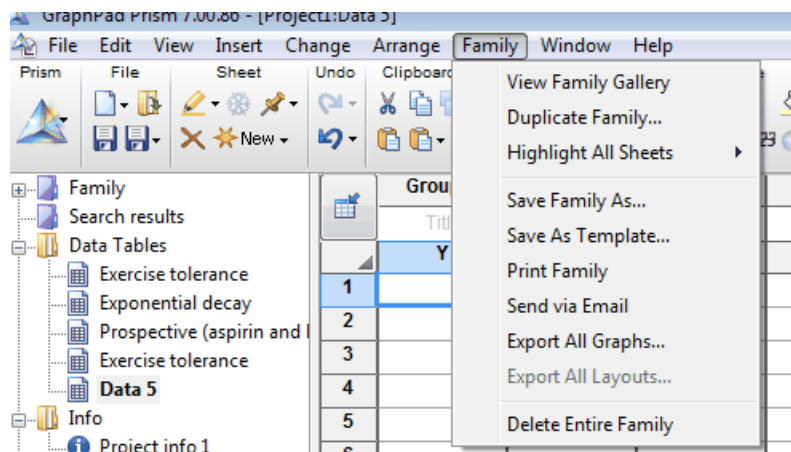 GraphPad Prism 7.00.86 - [Project1:Data 5]
File Edit View Insert Change Arrange Family Window Help
Prism File Sheet Undo Clipboard
New
View Family Gallery
Duplicate Family...
Highlight All Sheets
Save Family As...
Save As Template...
Print Family
Send via Email
Export All Graphs...
Export All Layouts...
Delete Entire Family
Family
Search results
Data Tables
Exercise tolerance
Exponential decay
Prospective (aspirin and
Exercise tolerance
Data 5
Info
Project info 1
Y
1
2
3
4
5